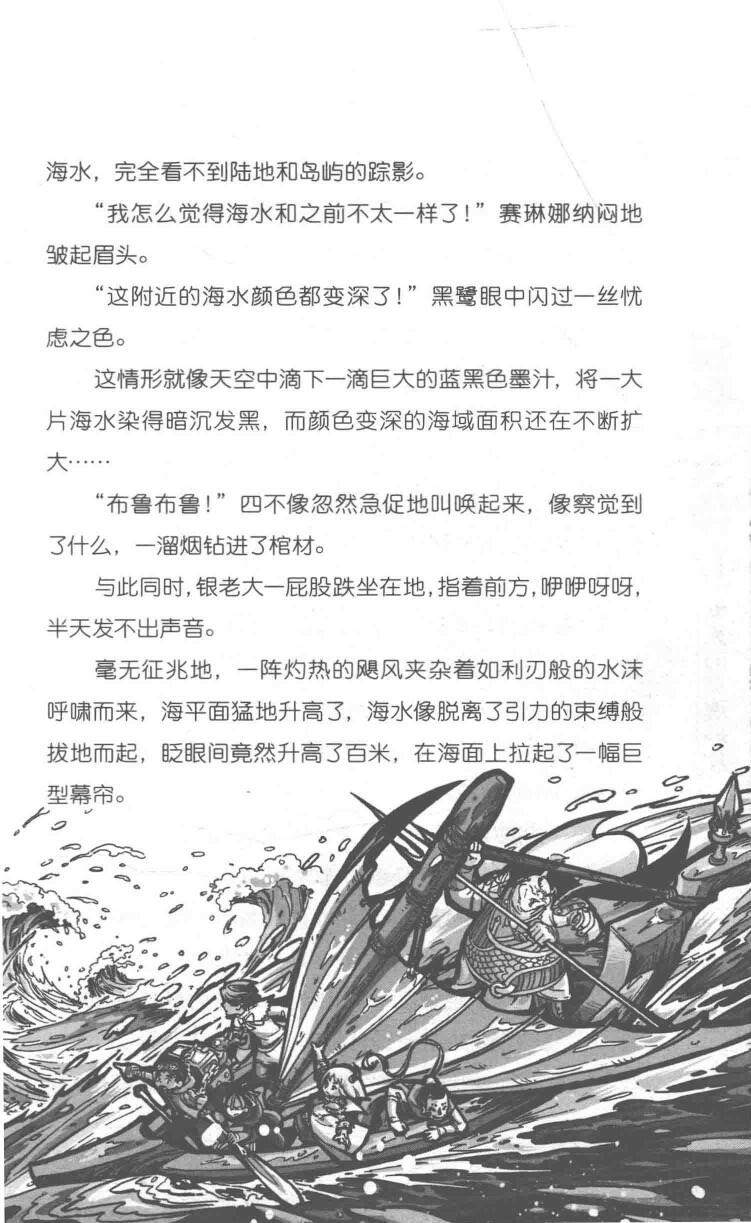 海水，完全看不到陆地和岛屿的踪影。
“我怎么觉得海水和之前不太一样了！”赛琳娜纳闷地
皱起眉头。
“这附近的海水颜色都变深了！”黑鹭眼中闪过一丝忧
虑之色。
这情形就像天空中滴下一滴巨大的蓝黑色墨汁，将一大
片海水染得暗沉发黑，而颜色变深的海域面积还在不断扩
大……
“布鲁布鲁！”四不像忽然急促地叫唤起来，像察觉到
了什么，一溜烟钻进了棺材。
与此同时，银老大一屁股跌坐在地，指着前方，咿咿呀呀，
半天发不出声音。
毫无征兆地，一阵灼热的飓风夹杂着如利刃般的水沫
呼啸而来，海平面猛地升高了，海水像脱离了引力的束缚般
拔地而起，眨眼间竟然升高了百米，在海面上拉起了一幅巨
型幕帘。